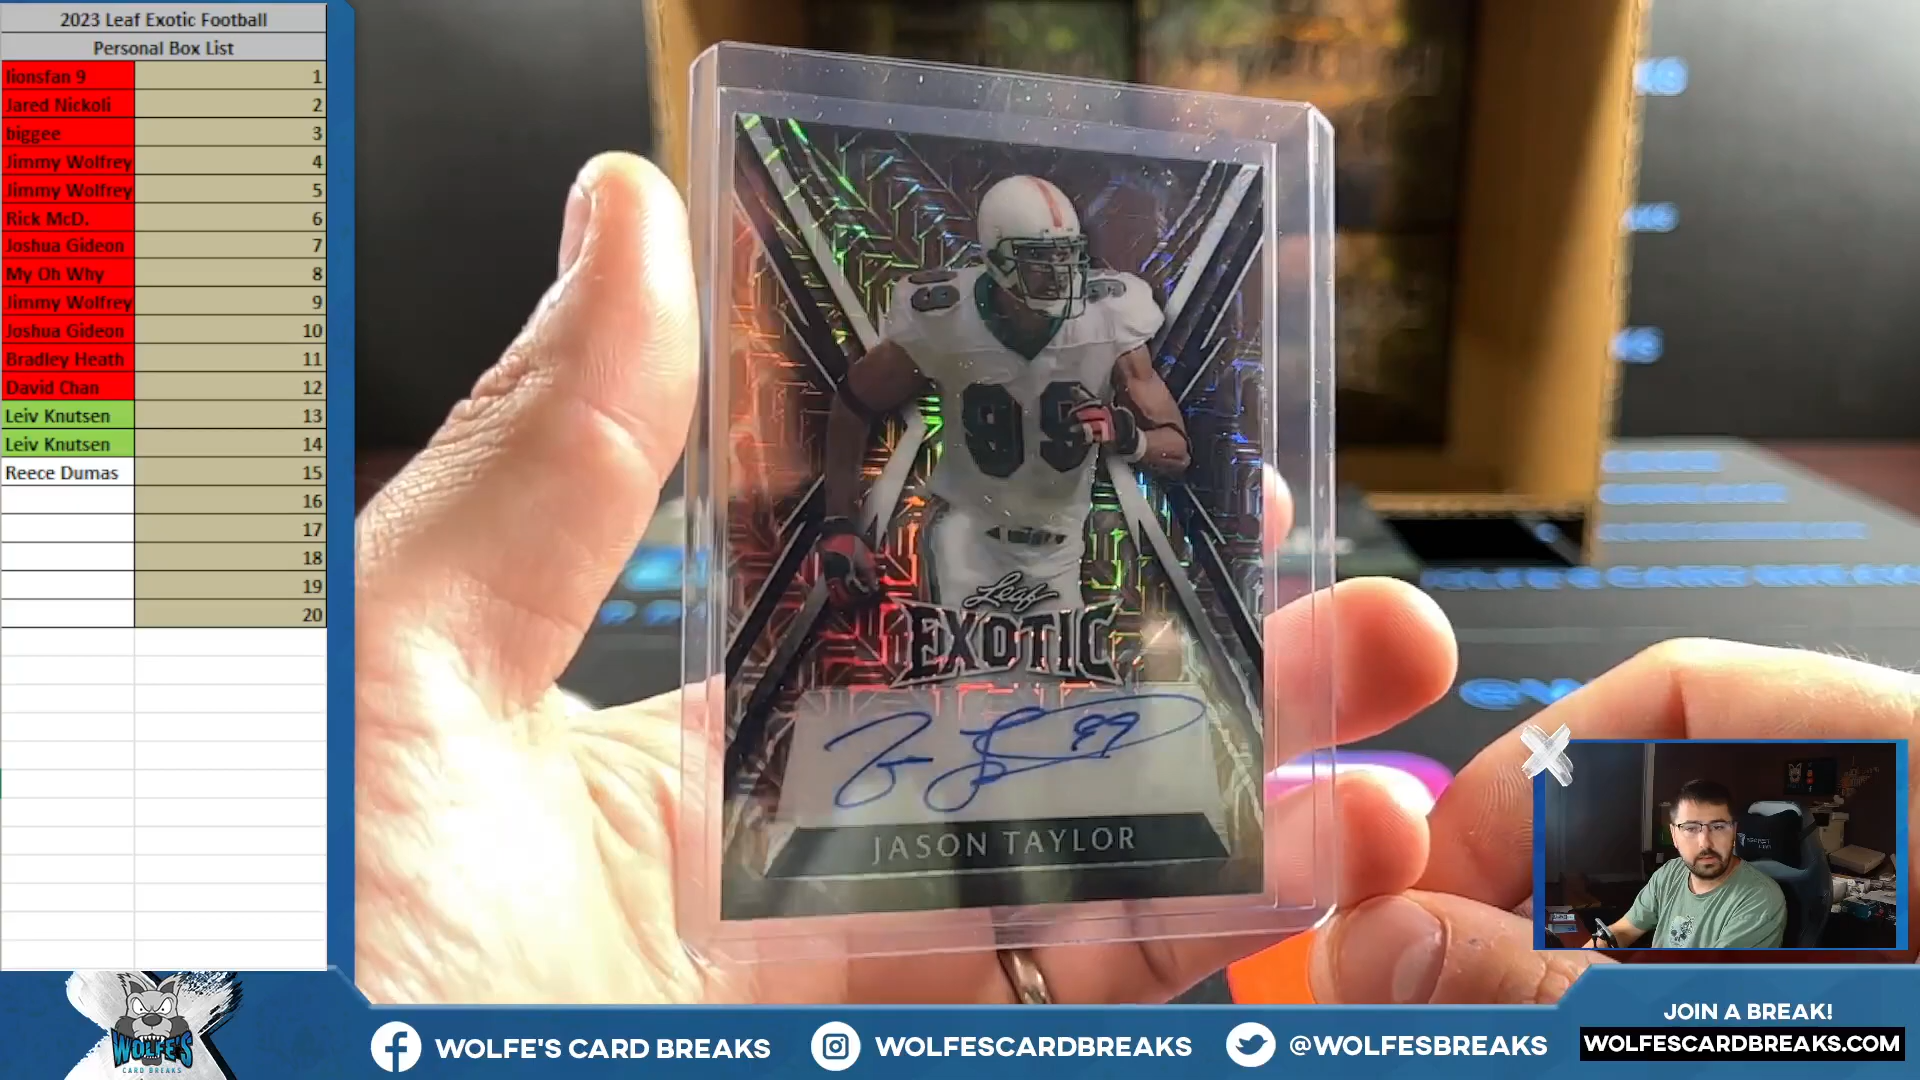 2023 Leaf Exotic Football
Personal Box List
lionsfan 9 1
Jared Nickoli 2
biggee 3
Jimmy Wolfrey 4
Jimmy Wolfrey 5
Rick McD. 6
Joshua Gideon 7
My Oh Why 8
Jimmy Wolfrey 9
Joshua Gideon 10
Bradley Heath 11
David Chan 12
Leiv Knutsen 13
Leiv Knutsen 14
Reece Dumas 15
16
17
18
19
20
99
Leaf
EXOTIC
99
JASON TAYLOR
WOLFE'S
CARD BREAKS
WOLFE'S CARD BREAKS
WOLFESCARDBREAKS
@WOLFESBREAKS
JOIN A BREAK!
WOLFESCARDBREAKS.COM